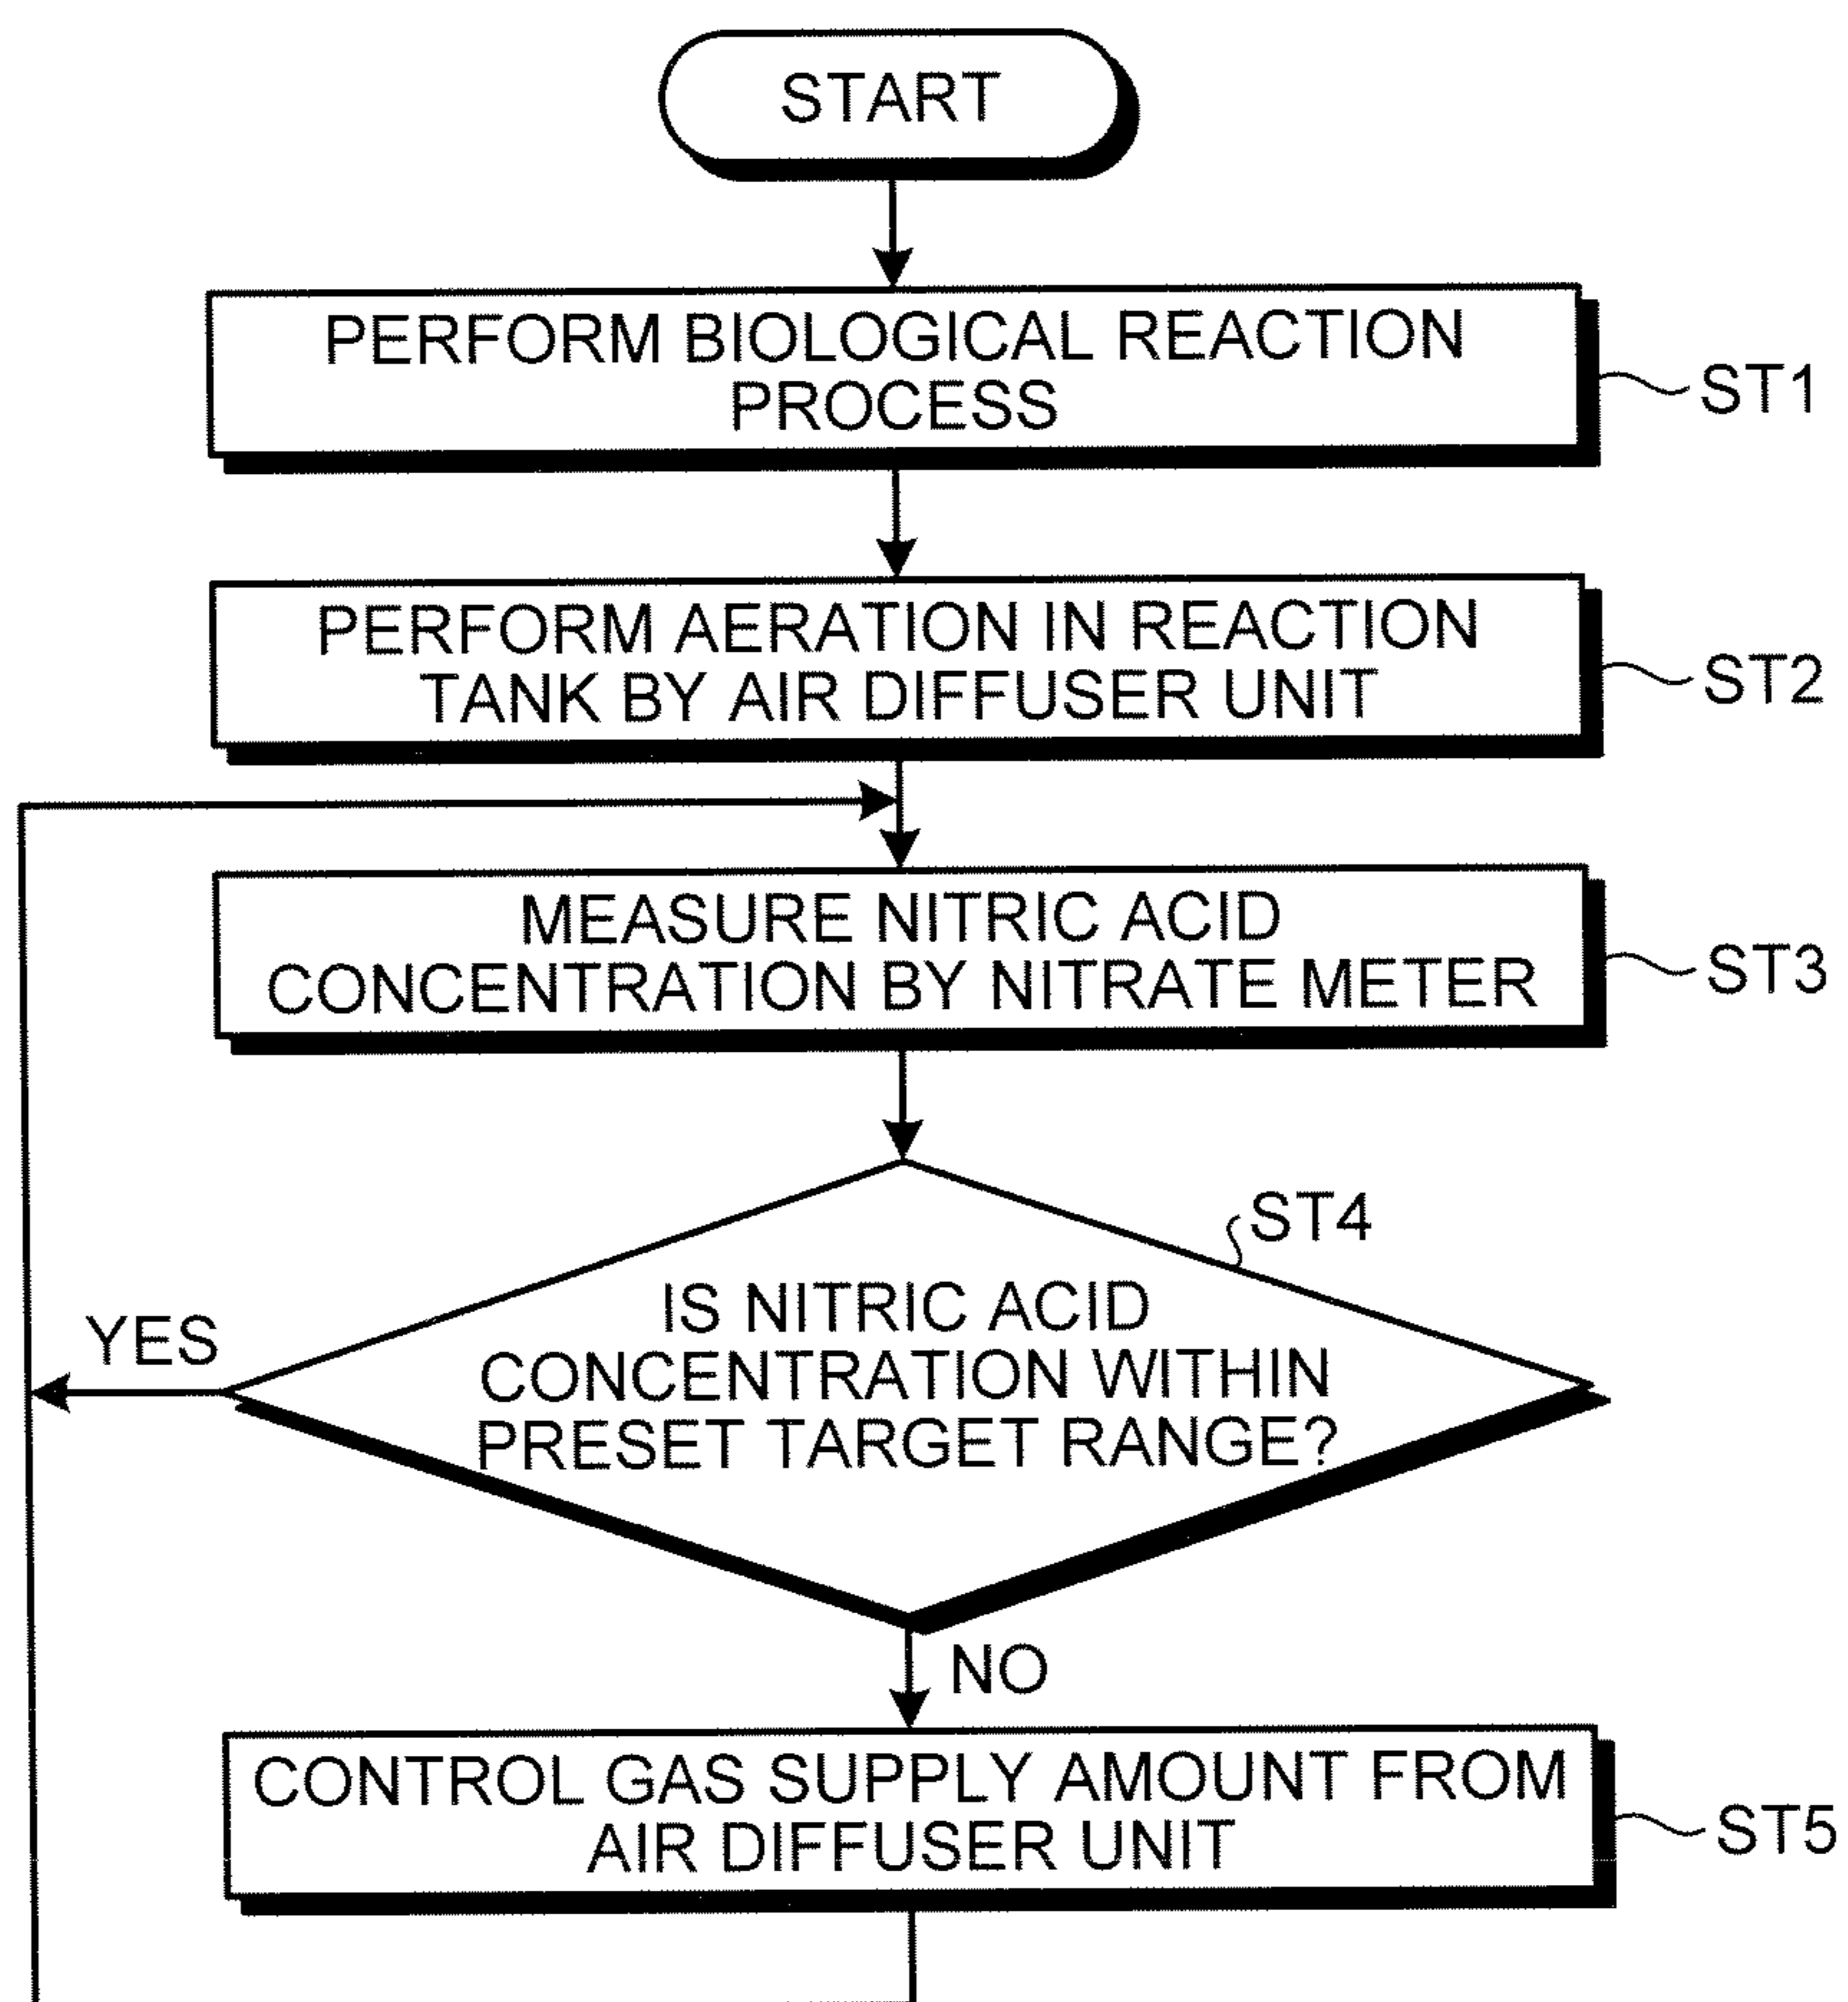 START
PERFORM BIOLOGICAL REACTION
PROCESS
ST1
PERFORM AERATION IN REACTION
TANK BY AIR DIFFUSER UNIT
ST2
MEASURE NITRIC ACID
CONCENTRATION BY NITRATE METER
ST3
ST4
IS NITRIC ACID
CONCENTRATION WITHIN
PRESET TARGET RANGE?
YES
NO
CONTROL GAS SUPPLY AMOUNT FROM
AIR DIFFUSER UNIT
ST5